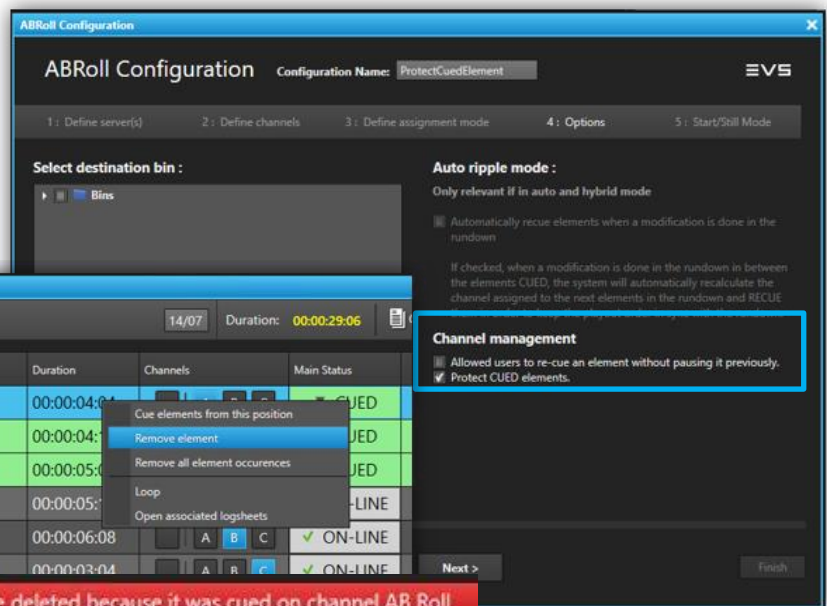 ABRoll Configuration
ABRoll Configuration Configuration Name: ProtectCuedElement EVS
1 : Define server(s) 2 : Define channels 3 : Define assignment mode 4 : Options 5 : Start/Still Mode
Select destination bin :
Bins
Auto ripple mode :
Only relevant if in auto and hybrid mode
Automatically recue elements when a modification is done in the
rundown
If checked, when a modification is done in the rundown in between
the elements CUED, the system will automatically recalculate the
channel assigned to the next elements in the rundown and RECUE
Channel management
Allowed users to re-cue an element without pausing it previously.
Protect CUED elements.
Next > Finish
14/07 Duration: 00:00:29:06
Duration Channels Main Status
00:00:04:04 CUED
00:00:04: UED
00:00:05:0 UED
00:00:05: -LINE
00:00:06:08 A B C ON-LINE
00:00:03:04 A B C ON-LINE
Cue elements from this position
Remove element
Remove all element occurences
Loop
Open associated logsheets
deleted because it was cued on channel AB Roll